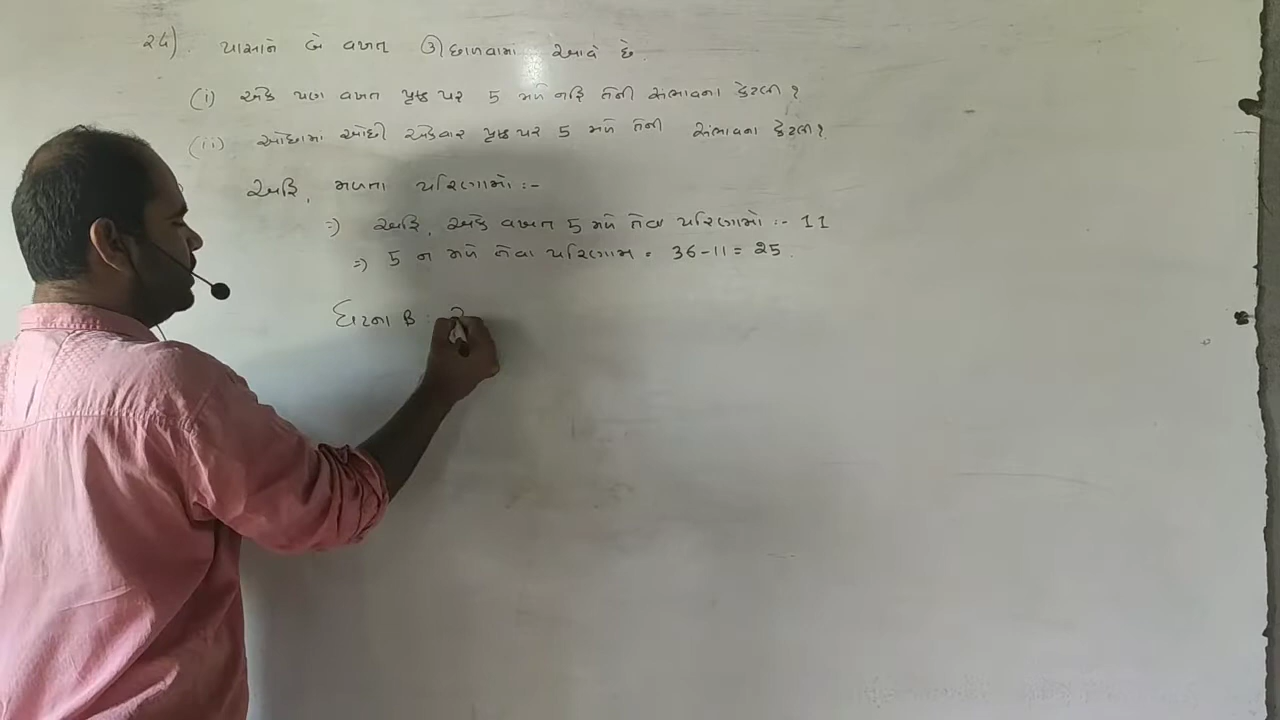 24). પાસાને બે વખત ઉછાળવામાં આવે છે.
(i) એક પણ વખત પૃષ્ઠ પર 5 મળે નહિ તેની સંભાવના કેટલી?
(ii) ઓછામાં ઓછી એકવાર પૃષ્ઠ પર 5 મળે તેની સંભાવના કેટલી?
અહિ, મળતા પરિણામો :-
⇒ અહિ, એક વખત 5 મળે તેવા પરિણામો :- 11
⇒ 5 ન મળે તેવા પરિણામ = 36-11 = 25.
ઘટના B :